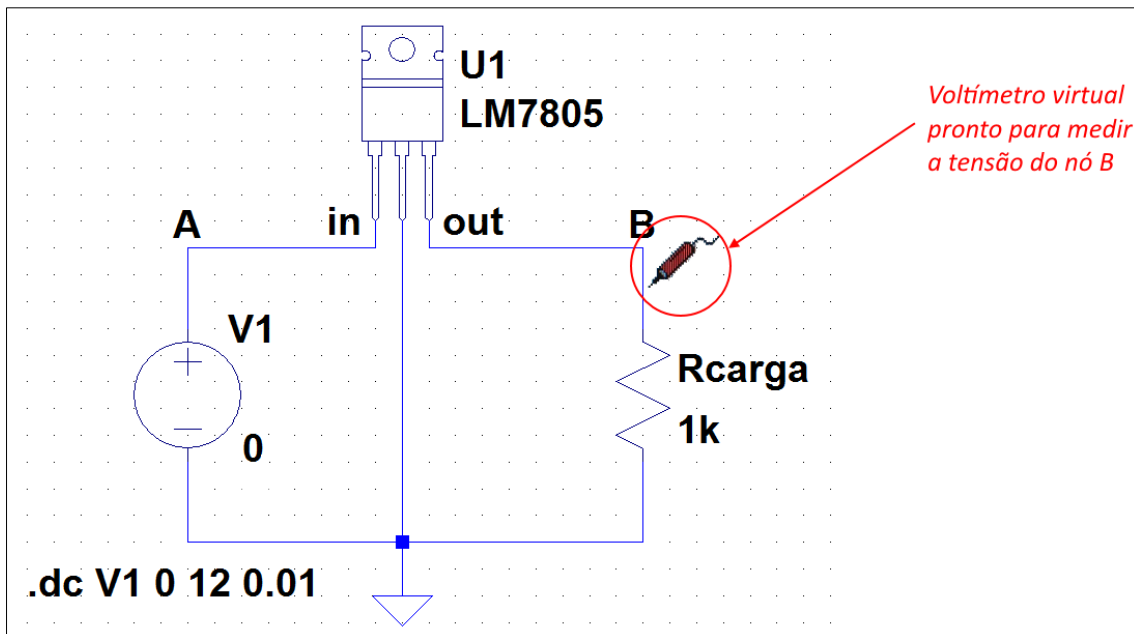 U1
LM7805
Voltímetro virtual
pronto para medir
a tensão do nó B
A
in
out
B
V1
0
Rcarga
1k
.dc V1 0 12 0.01